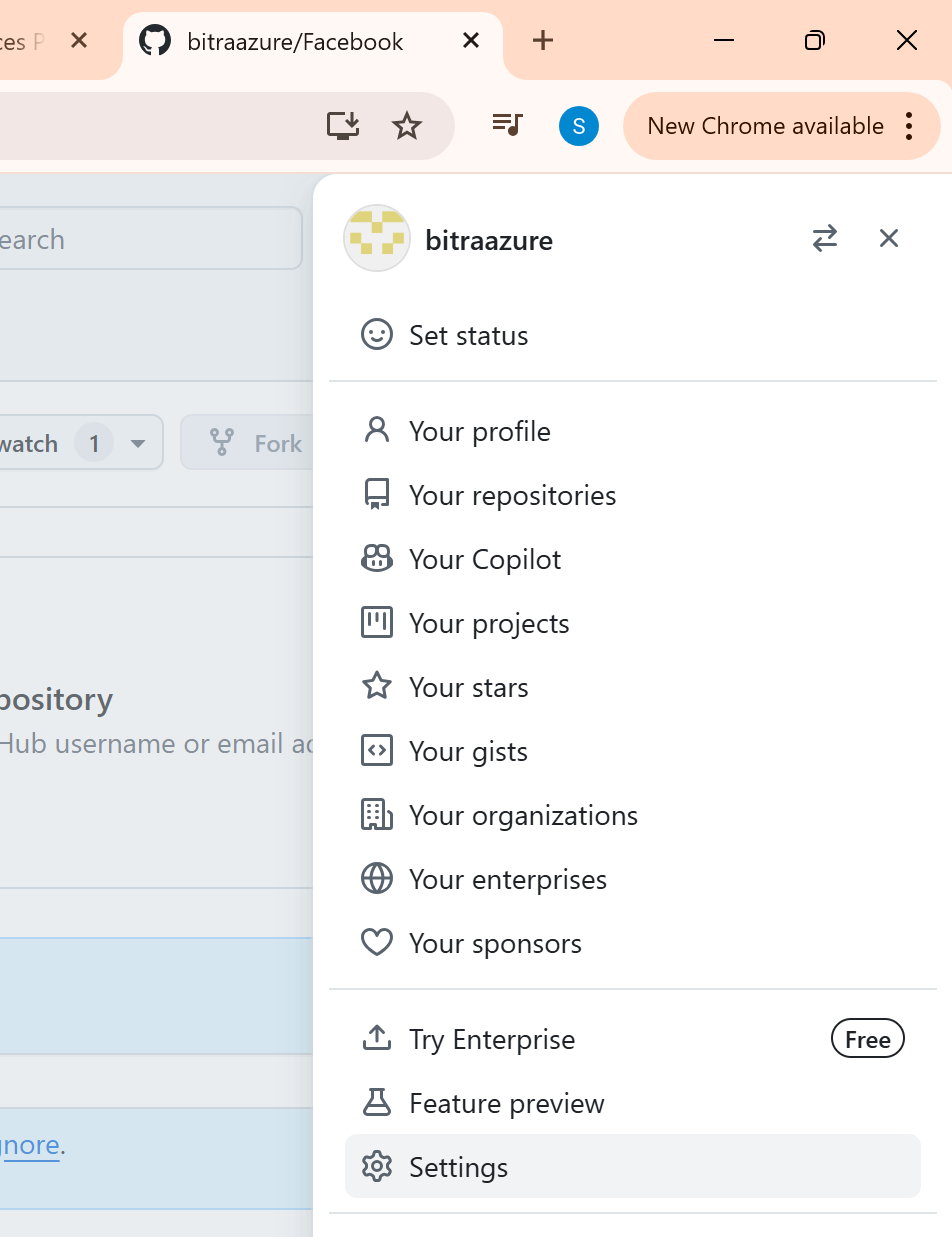 ces P
bitraazure/Facebook
S
New Chrome available
earch
bitraazure
Set status
watch 1
Fork
Your profile
Your repositories
Your Copilot
Your projects
Your stars
pository
Hub username or email ad
Your gists
Your organizations
Your enterprises
Your sponsors
Try Enterprise
Free
Feature preview
gnore.
Settings